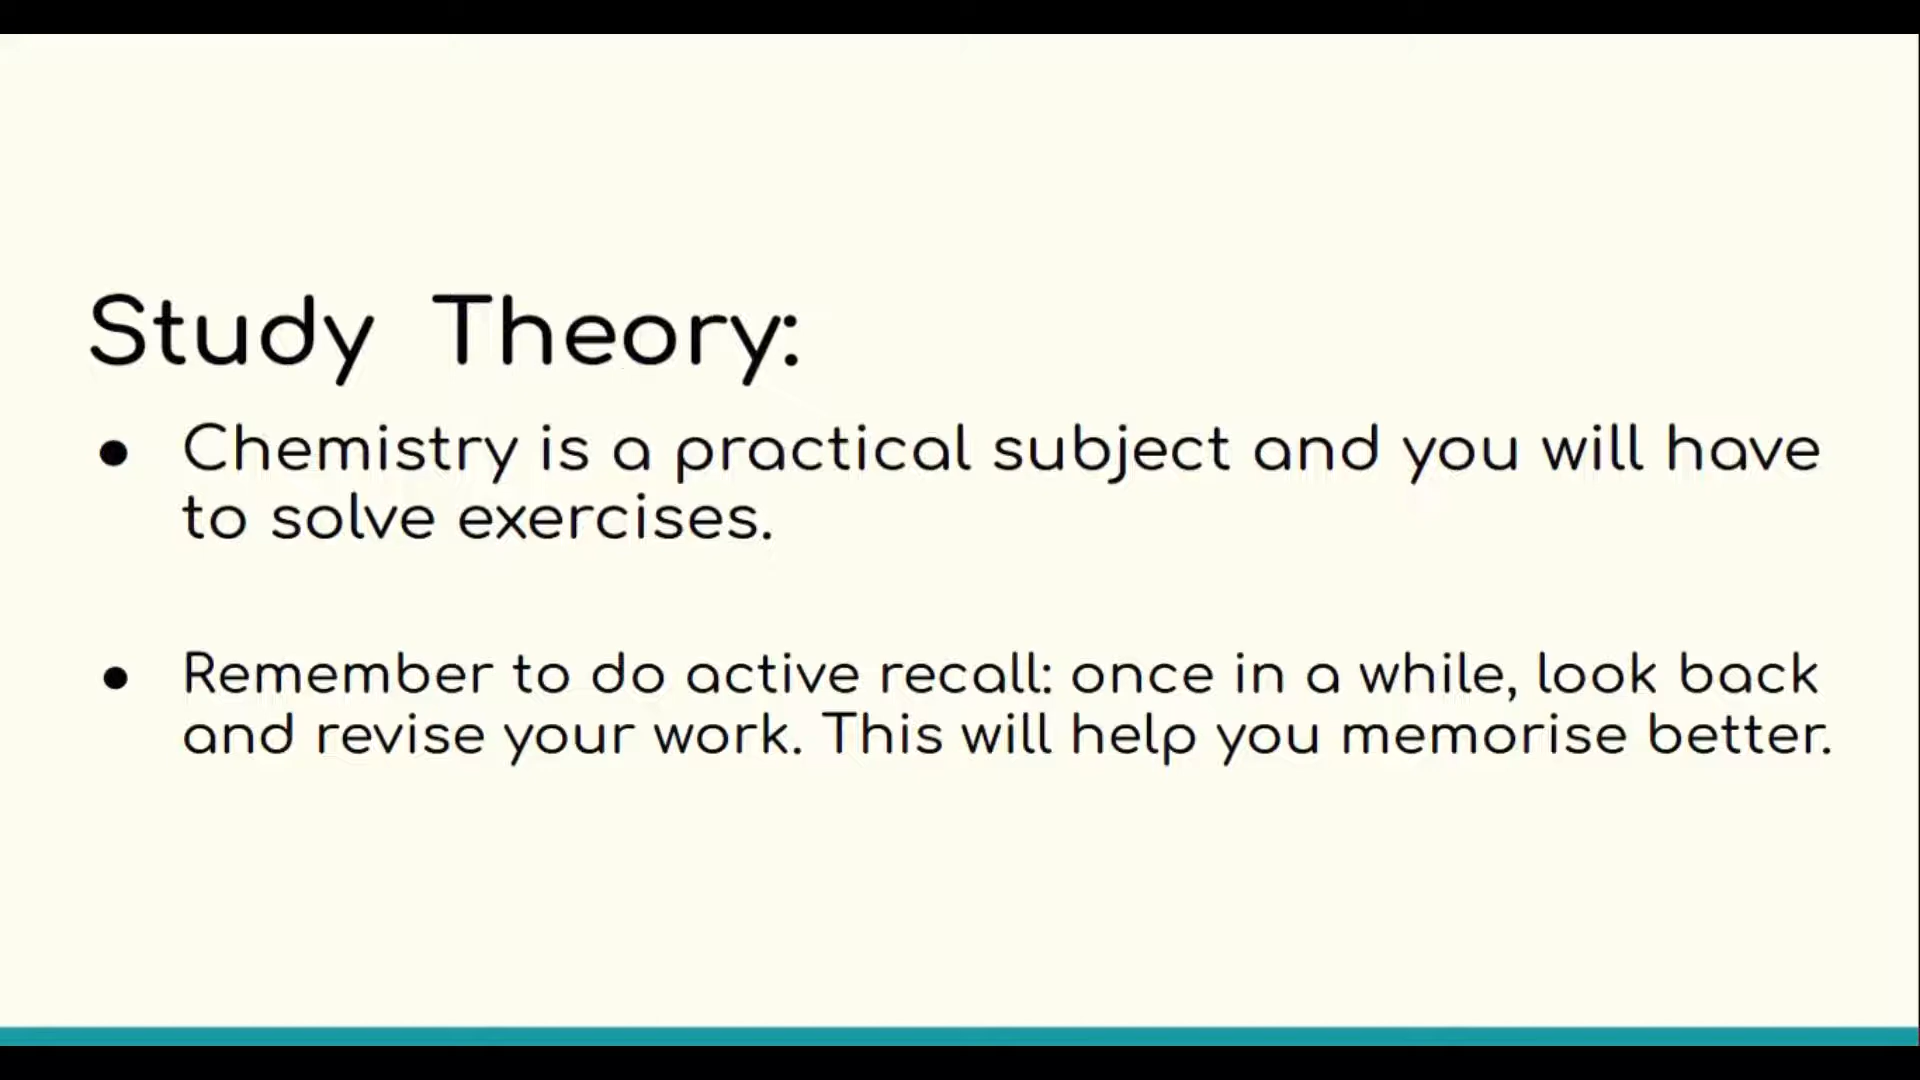 Study Theory:
● Chemistry is a practical subject and you will have
to solve exercises.
● Remember to do active recall: once in a while, look back
and revise your work. This will help you memorise better.